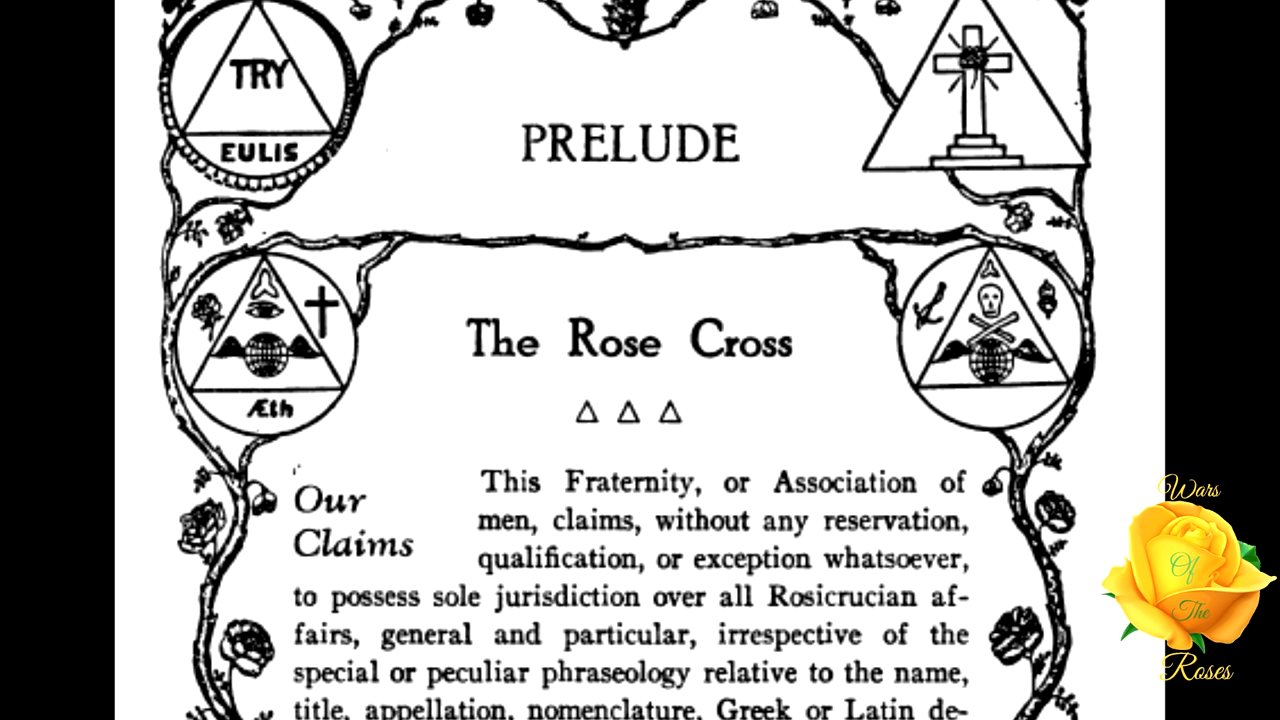 TRY
EULIS
PRELUDE
The Rose Cross
Æth
Our
Claims
This Fraternity, or Association of
men, claims, without any reservation,
qualification, or exception whatsoever,
to possess sole jurisdiction over all Rosicrucian af-
fairs, general and particular, irrespective of the
special or peculiar phraseology relative to the name,
title, appellation, nomenclature, Greek or Latin de-
Wars
Of
The
Roses